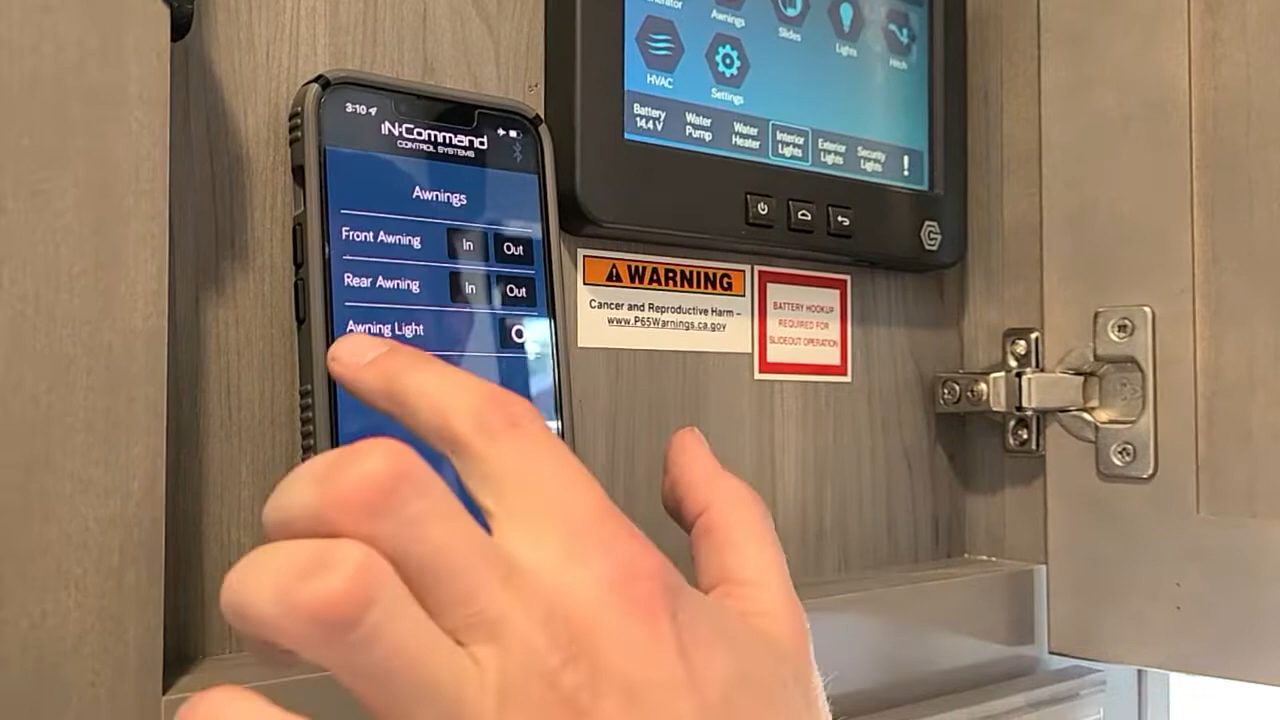 3:10
iN·Command
CONTROL SYSTEMS
Awnings
Front Awning In Out
Rear Awning In Out
Awning Light
Awnings
Slides
Lights
Hitch
HVAC
Settings
Battery
14.4 V
Water
Pump
Water
Heater
Interior
Lights
Exterior
Lights
Security
Lights
!
WARNING
Cancer and Reproductive Harm –
www.P65Warnings.ca.gov
BATTERY HOOKUP
REQUIRED FOR
SLIDEOUT OPERATION